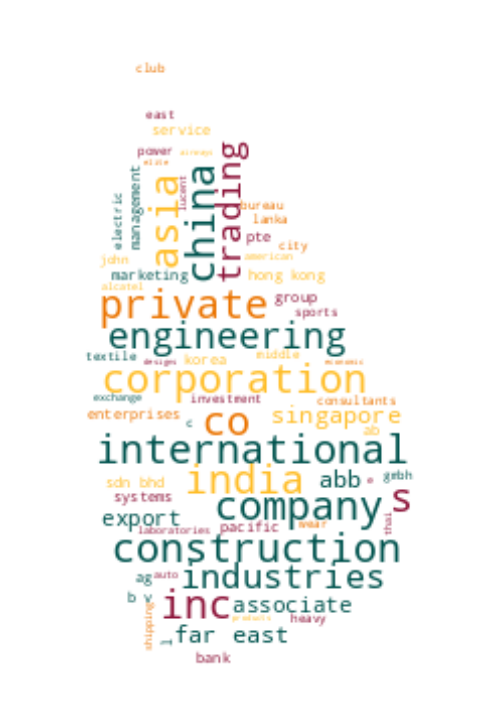 club
east
service
power
elite
asia
lucent
china
trading
management
electric
bureau
lanka
pte
city
american
john
marketing
hong kong
alcatel
private
group
sports
engineering
textile
designs
korea
middle
economic
corporation
exchange
investment
consultants
enterprises
c
co
singapore
ab
international
sdn bhd
india
abb
e
gmbh
systems
company
s
export
laboratories
pacific
wear
thai
construction
ag
auto
industries
b v
inc
associate
shipping
products
heavy
l
far east
bank